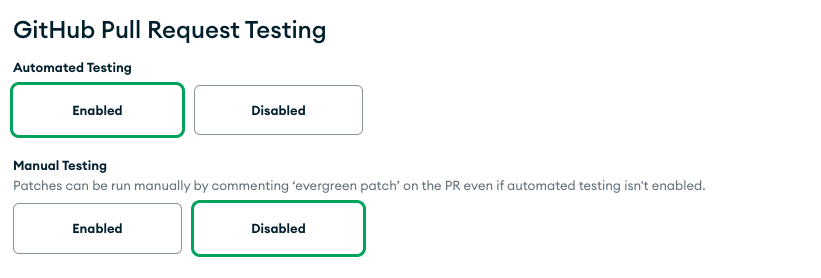 GitHub Pull Request Testing
Automated Testing
Enabled Disabled
Manual Testing
Patches can be run manually by commenting ‘evergreen patch’ on the PR even if automated testing isn't enabled.
Enabled Disabled